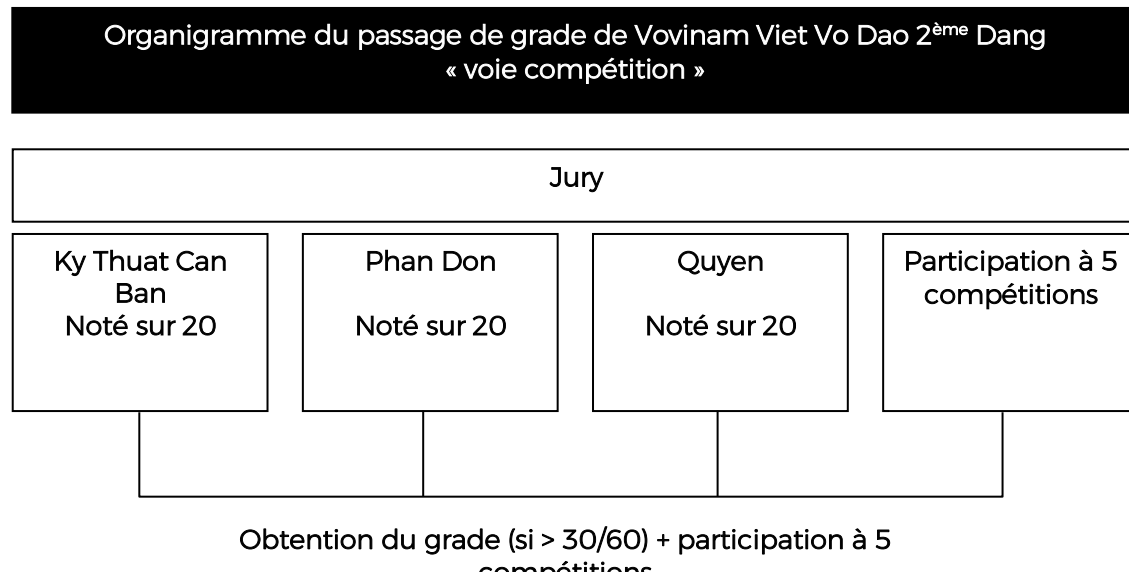 Organigramme du passage de grade de Vovinam Viet Vo Dao 2ème Dang
« voie compétition »
Jury
Ky Thuat Can
Ban
Noté sur 20
Phan Don
Noté sur 20
Quyen
Noté sur 20
Participation à 5
compétitions
Obtention du grade (si > 30/60) + participation à 5
compétitions